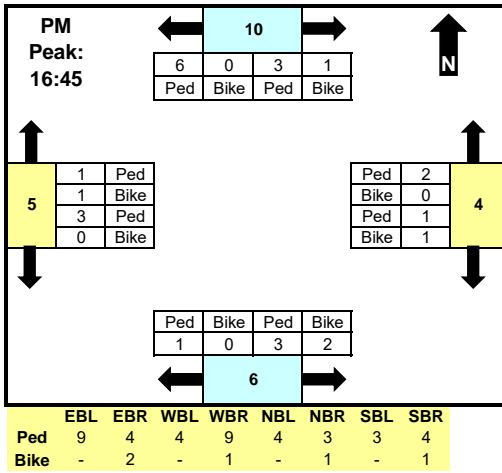 PM
Peak:
16:45
10
6 0 3 1
Ped Bike Ped Bike
N
5
1 Ped
1 Bike
3 Ped
0 Bike
Ped 2
Bike 0
Ped 1
Bike 1
4
Ped Bike Ped Bike
1 0 3 2
6
EBL EBR WBL WBR NBL NBR SBL SBR
Ped 9 4 4 9 4 3 3 4
Bike - 2 - 1 - 1 - 1